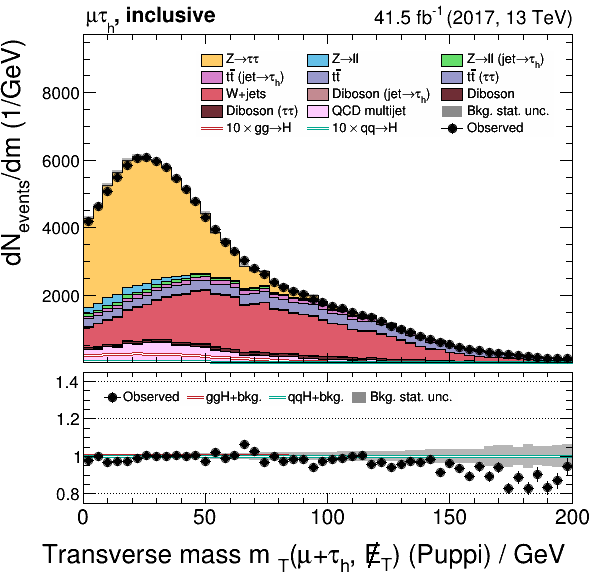 μτh, inclusive 41.5 fb⁻¹ (2017, 13 TeV)
dNevents/dm (1/GeV)
8000
6000
4000
2000
Z→ττ Z→ll Z→ll (jet→τh)
tt̄ (jet→τh) tt̄ tt̄ (ττ)
W+jets Diboson (jet→τh) Diboson
Diboson (ττ) QCD multijet Bkg. stat. unc.
10 × gg→H 10 × qq→H Observed
1.4
1.2
1
0.8
Observed ggH+bkg. qqH+bkg. Bkg. stat. unc.
0 50 100 150 200
Transverse mass m T(μ+τh, E̸T) (Puppi) / GeV